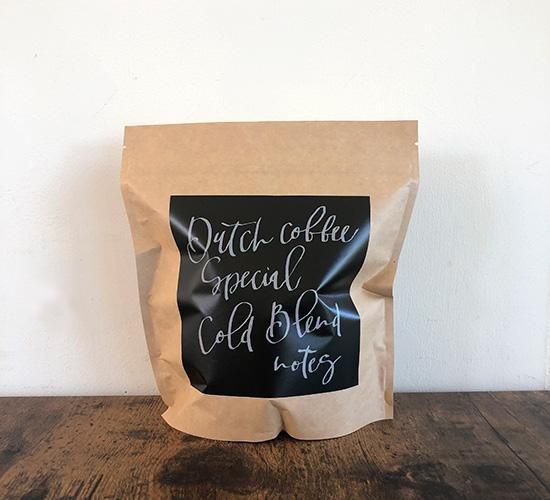 Dutch coffee
Special
Cold Blend
notes